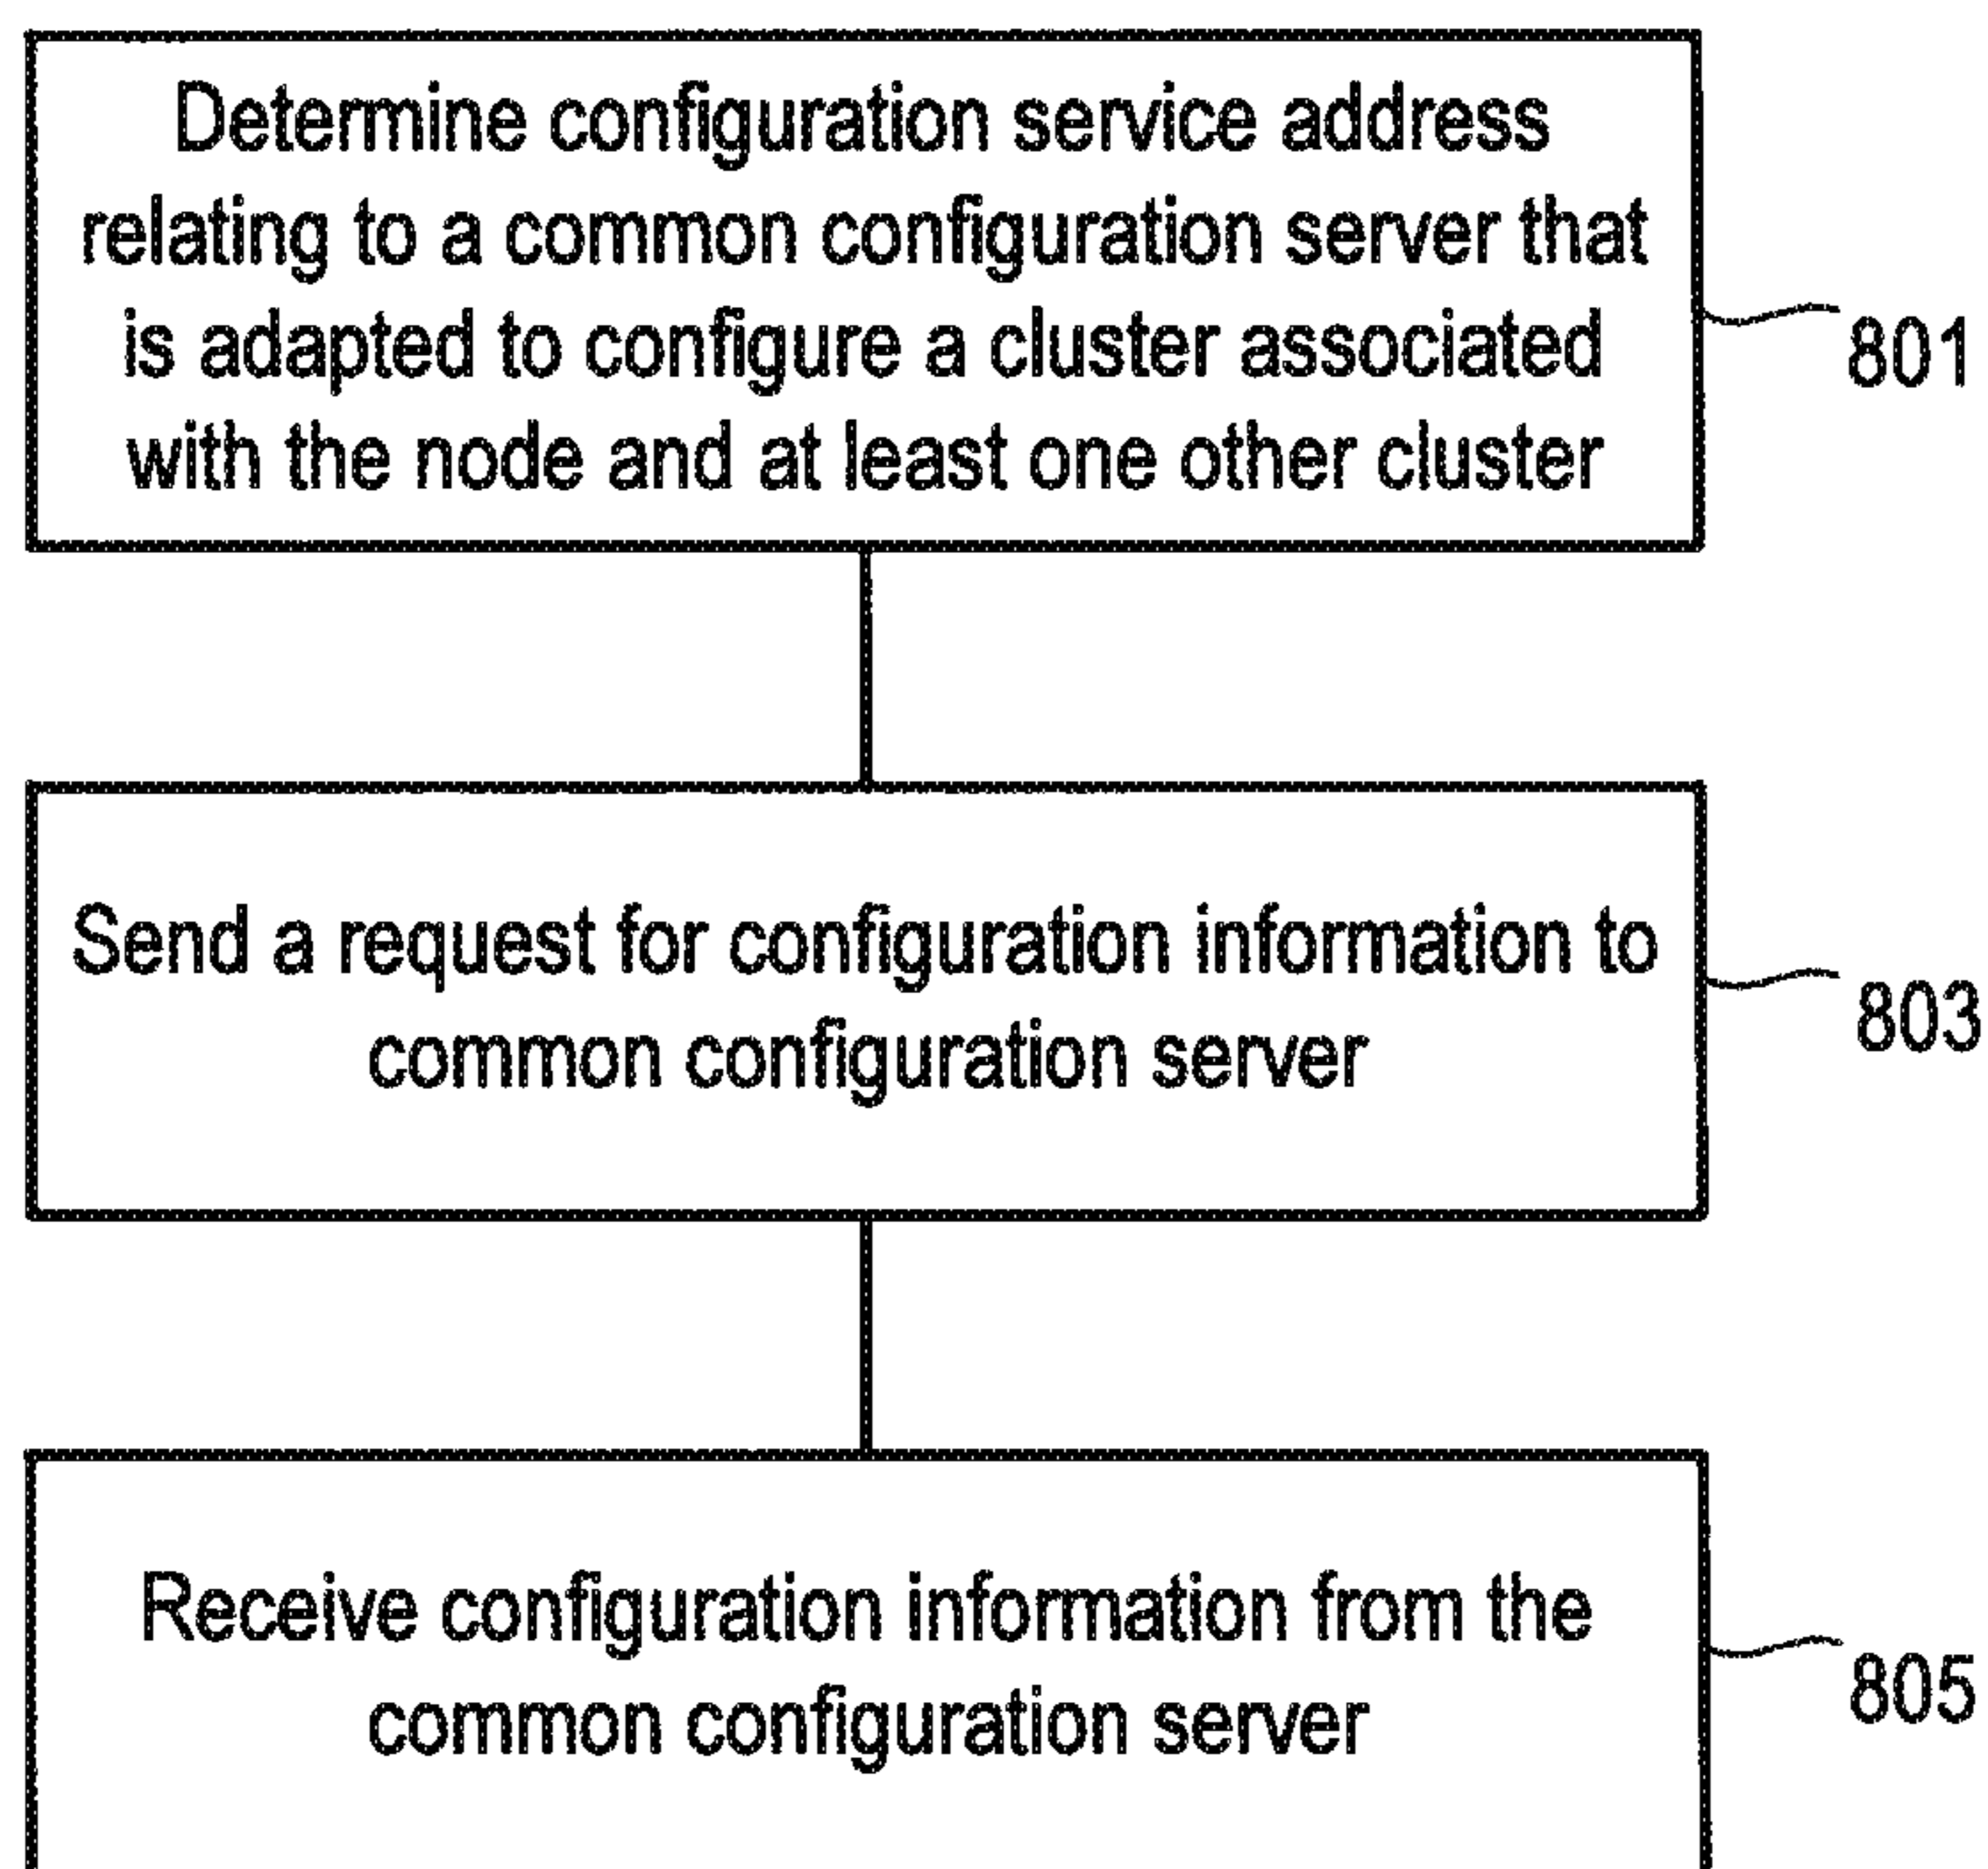 Determine configuration service address
relating to a common configuration server that
is adapted to configure a cluster associated
with the node and at least one other cluster
801
Send a request for configuration information to
common configuration server
803
Receive configuration information from the
common configuration server
805